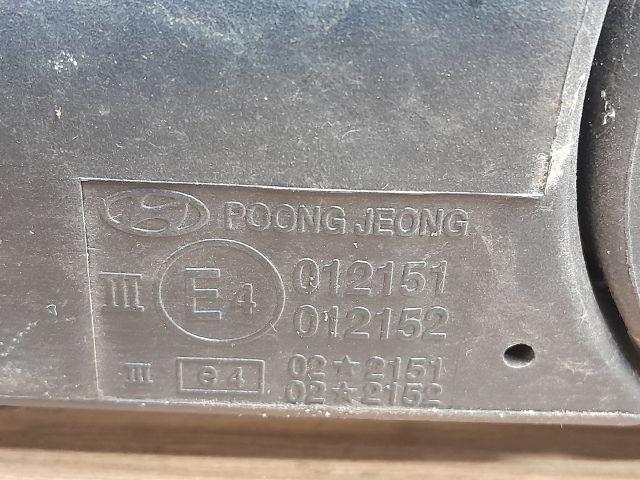 POONG JEONG
III E4 012151
012152
III e4 02★2151
02★2152